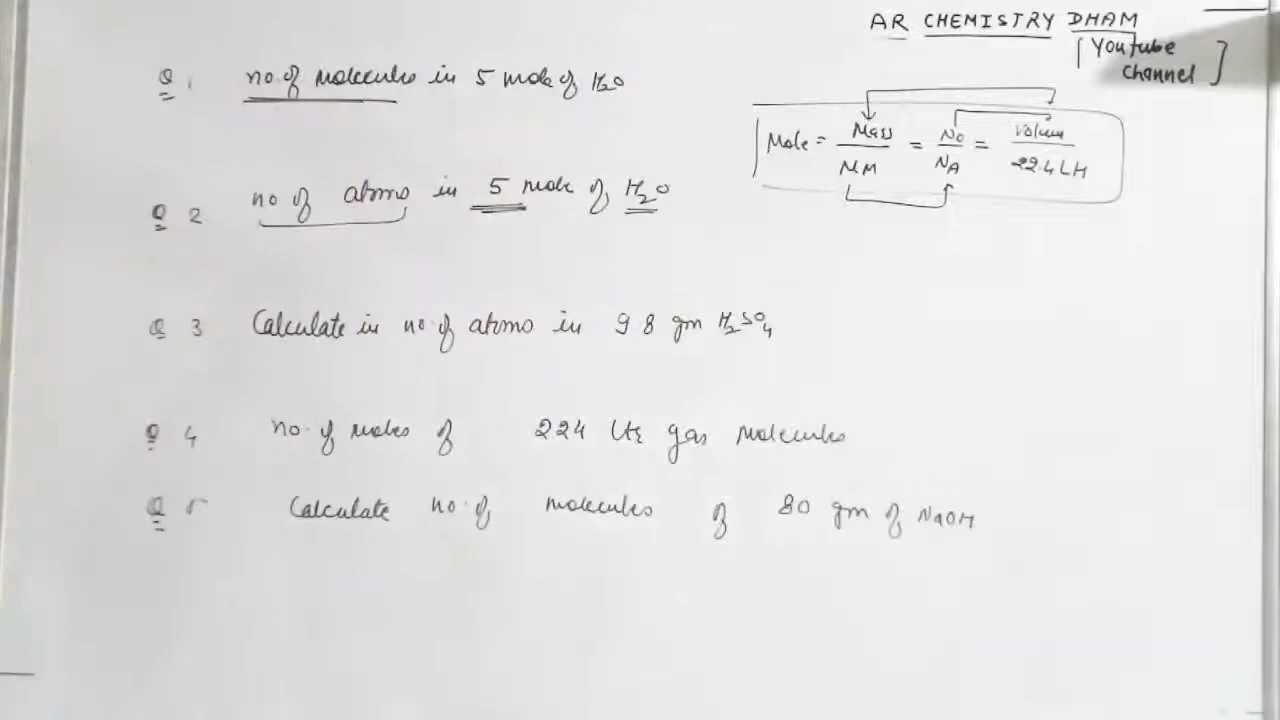 AR CHEMISTRY DHAM
[Youtube channel]
Q 1 no. of molecules in 5 mole of H₂O
Mole = Mass / MM = No / NA = Volum / 22.4 LH
Q 2 no of atoms in 5 mole of H₂O
Q 3 Calculate in no. of atoms in 98 gm H₂SO₄
Q 4 no. of moles of 224 Ltr gas molecules
Q 5 Calculate no. of molecules of 80 gm of NaOH